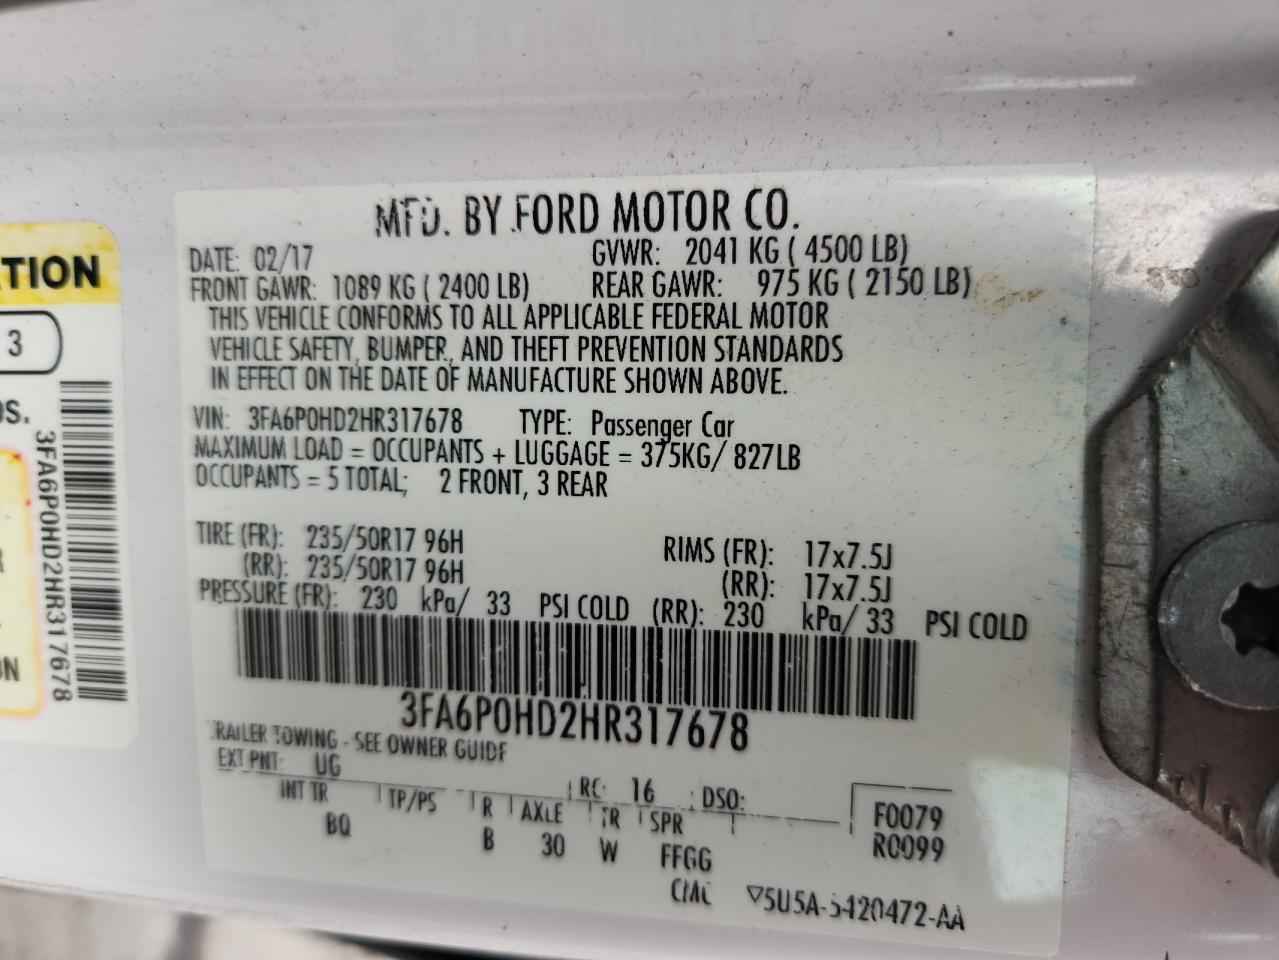 TION
3
OS.
3FA6P0HD2HR317678
R
ON
MFD. BY FORD MOTOR CO.
DATE: 02/17 GVWR: 2041 KG ( 4500 LB)
FRONT GAWR: 1089 KG ( 2400 LB) REAR GAWR: 975 KG ( 2150 LB)
THIS VEHICLE CONFORMS TO ALL APPLICABLE FEDERAL MOTOR
VEHICLE SAFETY, BUMPER, AND THEFT PREVENTION STANDARDS
IN EFFECT ON THE DATE OF MANUFACTURE SHOWN ABOVE.
VIN: 3FA6P0HD2HR317678 TYPE: Passenger Car
MAXIMUM LOAD = OCCUPANTS + LUGGAGE = 375KG/ 827LB
OCCUPANTS = 5 TOTAL; 2 FRONT, 3 REAR
TIRE (FR): 235/50R17 96H RIMS (FR): 17x7.5J
(RR): 235/50R17 96H (RR): 17x7.5J
PRESSURE (FR): 230 kPa/ 33 PSI COLD (RR): 230 kPa/ 33 PSI COLD
3FA6P0HD2HR317678
TRAILER TOWING - SEE OWNER GUIDE
EXT PNT: UG RC: 16 DSO:
INT TR TP/PS R AXLE TR SPR F0079
BQ B 30 W FFGG R0099
CMC ▽5U5A-5420472-AA